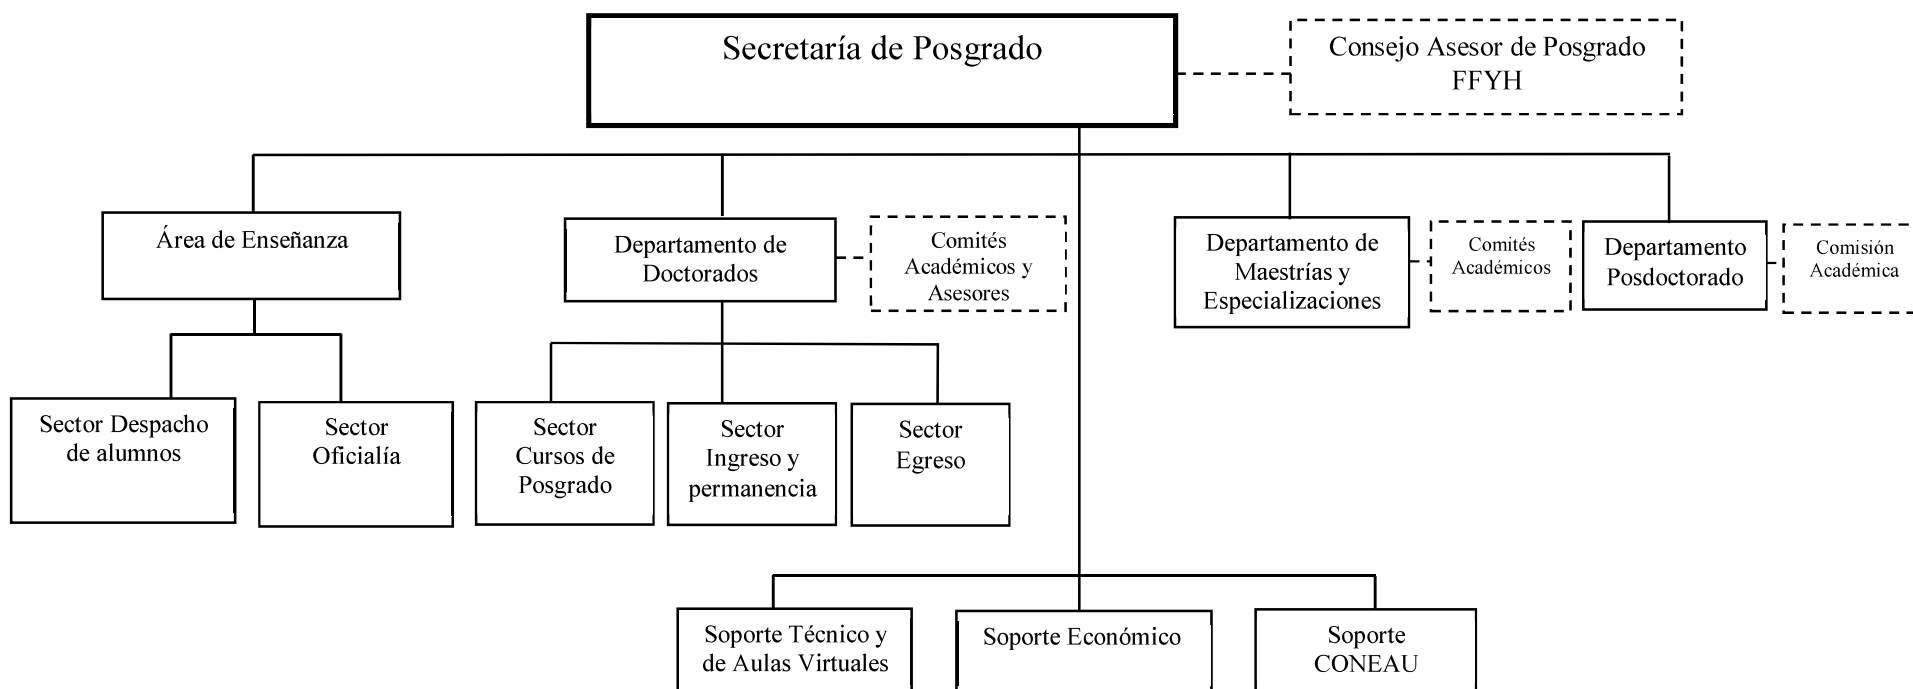 Secretaría de Posgrado
Consejo Asesor de Posgrado
FFYH
Área de Enseñanza
Departamento de
Doctorados
Comités
Académicos y
Asesores
Departamento de
Maestrías y
Especializaciones
Comités
Académicos
Departamento
Posdoctorado
Comisión
Académica
Sector Despacho
de alumnos
Sector
Oficialía
Sector
Cursos de
Posgrado
Sector
Ingreso y
permanencia
Sector
Egreso
Soporte Técnico y
de Aulas Virtuales
Soporte Económico
Soporte
CONEAU